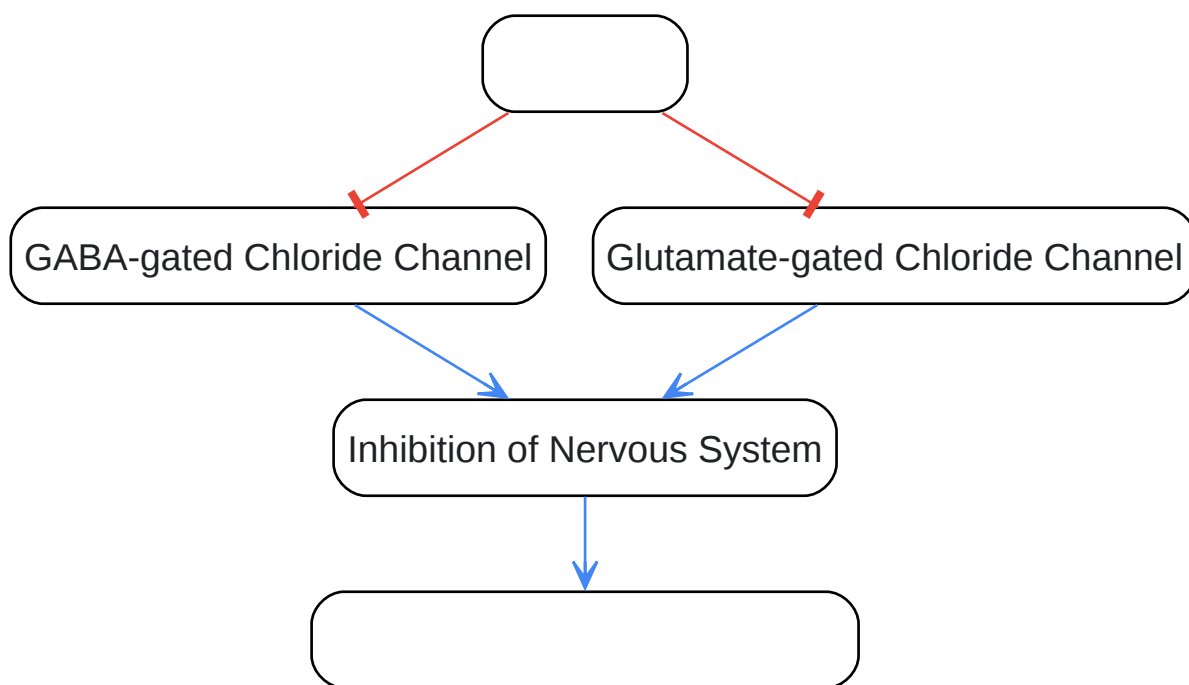 GABA-gated Chloride Channel
Glutamate-gated Chloride Channel
Inhibition of Nervous System